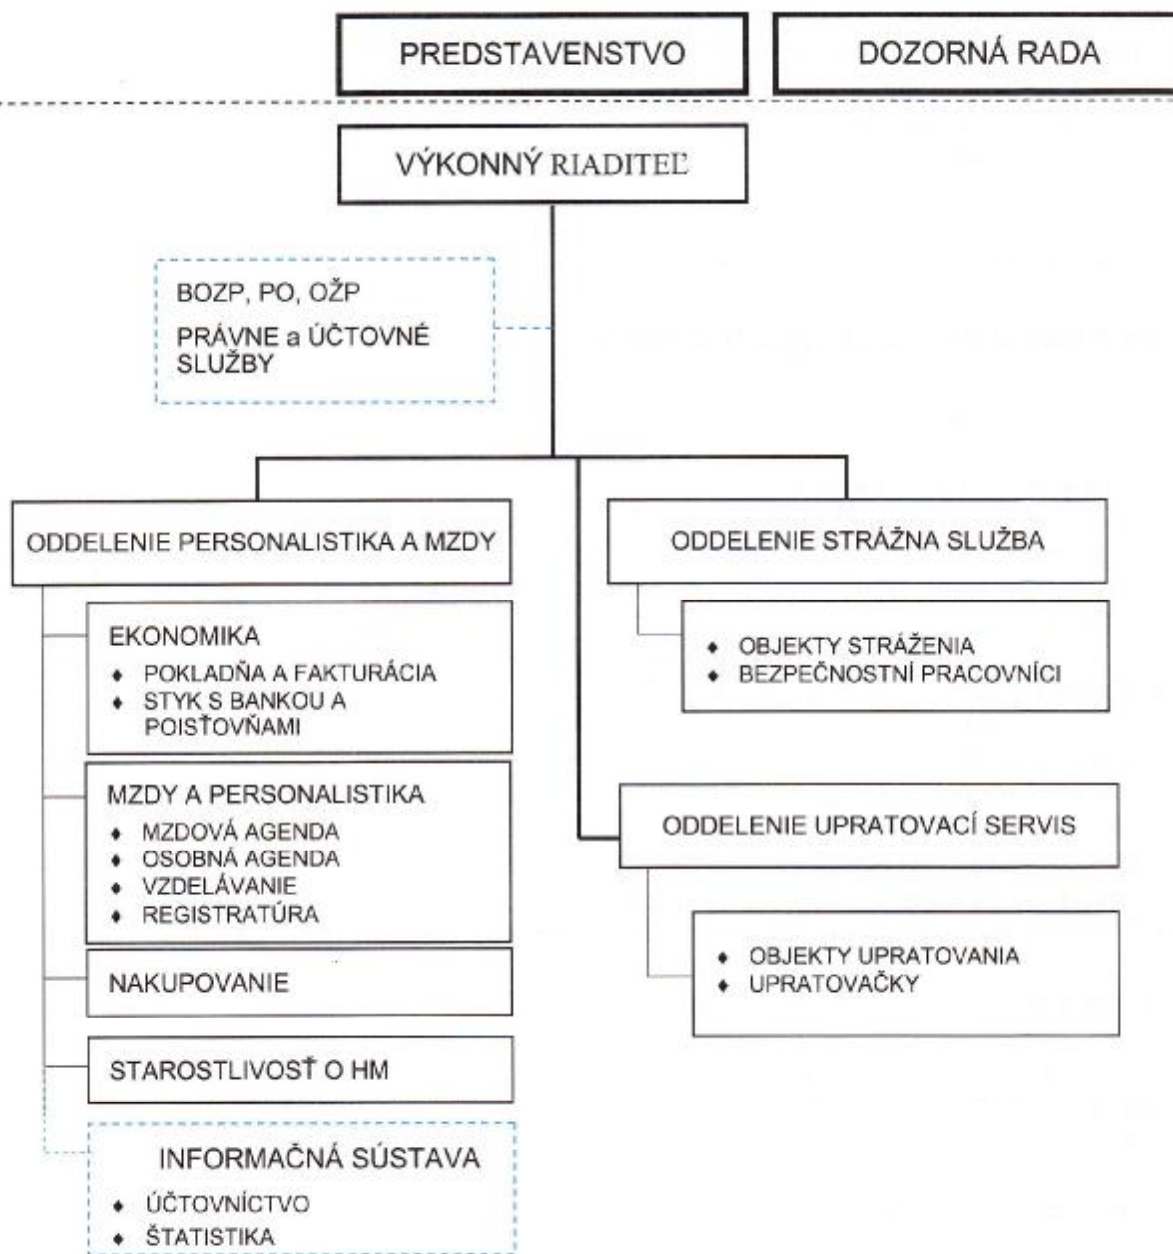 PREDSTAVENSTVO
DOZORNÁ RADA
VÝKONNÝ RIADITEĽ
BOZP, PO, OŽP
PRÁVNE a ÚČTOVNÉ
SLUŽBY
ODDELENIE PERSONALISTIKA A MZDY
EKONOMIKA
♦ POKLADŇA A FAKTURÁCIA
♦ STYK S BANKOU A
POISŤOVŇAMI
MZDY A PERSONALISTIKA
♦ MZDOVÁ AGENDA
♦ OSOBNÁ AGENDA
♦ VZDELÁVANIE
♦ REGISTRATÚRA
NAKUPOVANIE
STAROSTLIVOSŤ O HM
INFORMAČNÁ SÚSTAVA
♦ ÚČTOVNÍCTVO
♦ ŠTATISTIKA
ODDELENIE STRÁŽNA SLUŽBA
♦ OBJEKTY STRÁŽENIA
♦ BEZPEČNOSTNÍ PRACOVNÍCI
ODDELENIE UPRATOVACÍ SERVIS
♦ OBJEKTY UPRATOVANIA
♦ UPRATOVAČKY